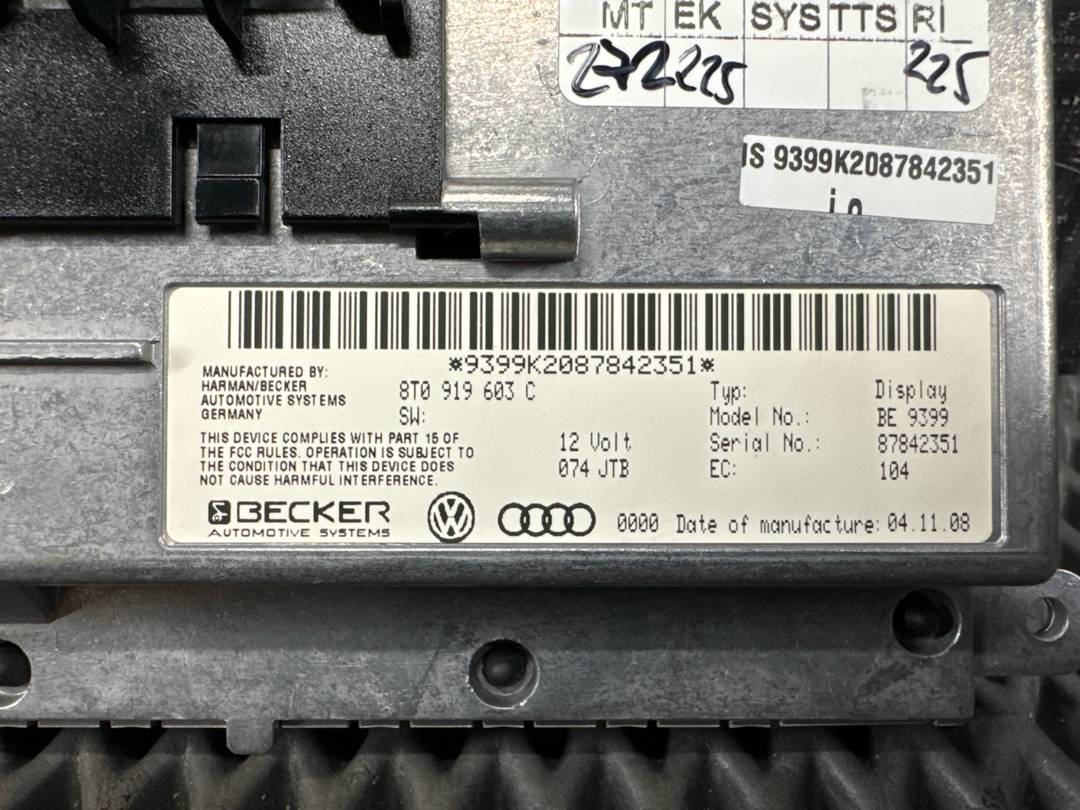 MT EK SYS TTS RI
272 225 225
9399K2087842351
*9399K2087842351*
MANUFACTURED BY:
HARMAN/BECKER
AUTOMOTIVE SYSTEMS
GERMANY
8T0 919 603 C
SW:
Typ: Display
Model No.: BE 9399
12 Volt
Serial No.: 87842351
074 JTB
EC: 104
THIS DEVICE COMPLIES WITH PART 15 OF
THE FCC RULES. OPERATION IS SUBJECT TO
THE CONDITION THAT THIS DEVICE DOES
NOT CAUSE HARMFUL INTERFERENCE.
BECKER
AUTOMOTIVE SYSTEMS
0000 Date of manufacture: 04.11.08